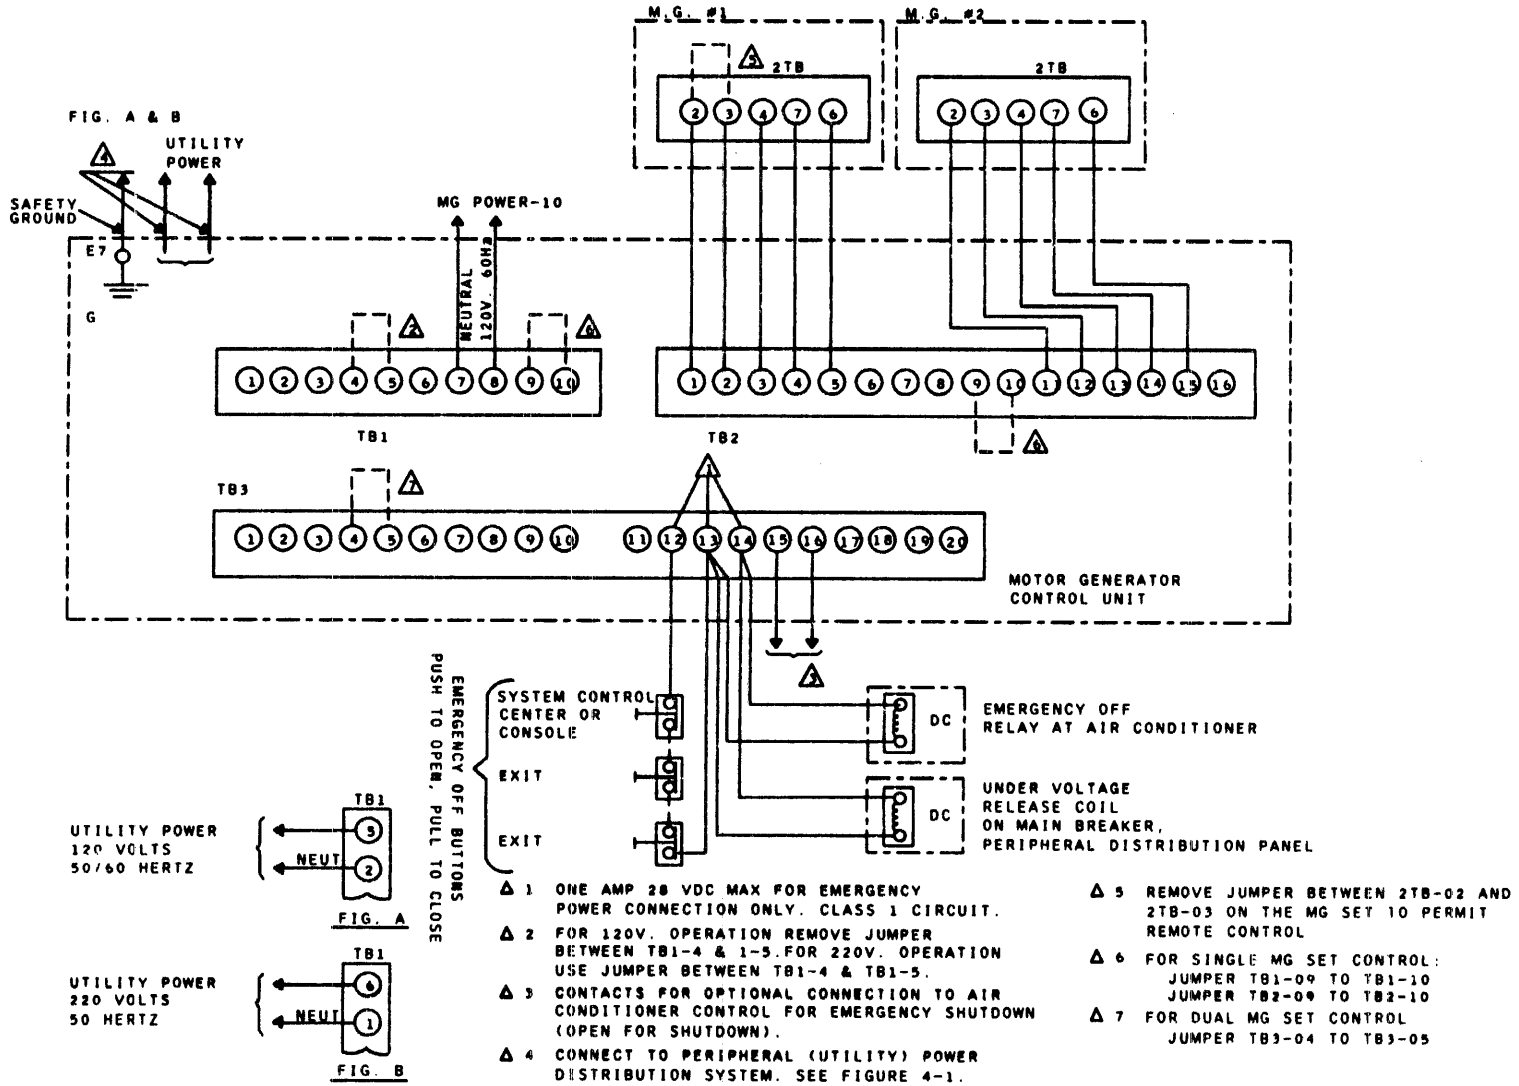 M.G. #1
M.G. #2
5
2TB
2TB
2 3 4 7 6
2 3 4 7 6
FIG. A & B
4
UTILITY
POWER
SAFETY
GROUND
MG POWER-10
E7
G
NEUTRAL
120V. 60Hz
2
6
1 2 3 4 5 6 7 8 9 10
1 2 3 4 5 6 7 8 9 10 11 12 13 14 15 16
TB1
TB2
6
1
7
TB3
1 2 3 4 5 6 7 8 9 10 11 12 13 14 15 16 17 18 19 20
MOTOR GENERATOR
CONTROL UNIT
3
EMERGENCY OFF BUTTONS
PUSH TO OPEN, PULL TO CLOSE
SYSTEM CONTROL
CENTER OR
CONSOLE
EXIT
EXIT
DC
EMERGENCY OFF
RELAY AT AIR CONDITIONER
DC
UNDER VOLTAGE
RELEASE COIL
ON MAIN BREAKER,
PERIPHERAL DISTRIBUTION PANEL
TB1
UTILITY POWER
120 VOLTS
50/60 HERTZ
5
NEUT
2
FIG. A
TB1
UTILITY POWER
220 VOLTS
50 HERTZ
6
NEUT
1
FIG. B
△ 1 ONE AMP 28 VDC MAX FOR EMERGENCY
POWER CONNECTION ONLY. CLASS 1 CIRCUIT.
△ 2 FOR 120V. OPERATION REMOVE JUMPER
BETWEEN TB1-4 & 1-5.FOR 220V. OPERATION
USE JUMPER BETWEEN TB1-4 & TB1-5.
△ 3 CONTACTS FOR OPTIONAL CONNECTION TO AIR
CONDITIONER CONTROL FOR EMERGENCY SHUTDOWN
(OPEN FOR SHUTDOWN).
△ 4 CONNECT TO PERIPHERAL (UTILITY) POWER
DISTRIBUTION SYSTEM. SEE FIGURE 4-1.
△ 5 REMOVE JUMPER BETWEEN 2TB-02 AND
2TB-03 ON THE MG SET TO PERMIT
REMOTE CONTROL
△ 6 FOR SINGLE MG SET CONTROL:
JUMPER TB1-09 TO TB1-10
JUMPER TB2-09 TO TB2-10
△ 7 FOR DUAL MG SET CONTROL
JUMPER TB3-04 TO TB3-05